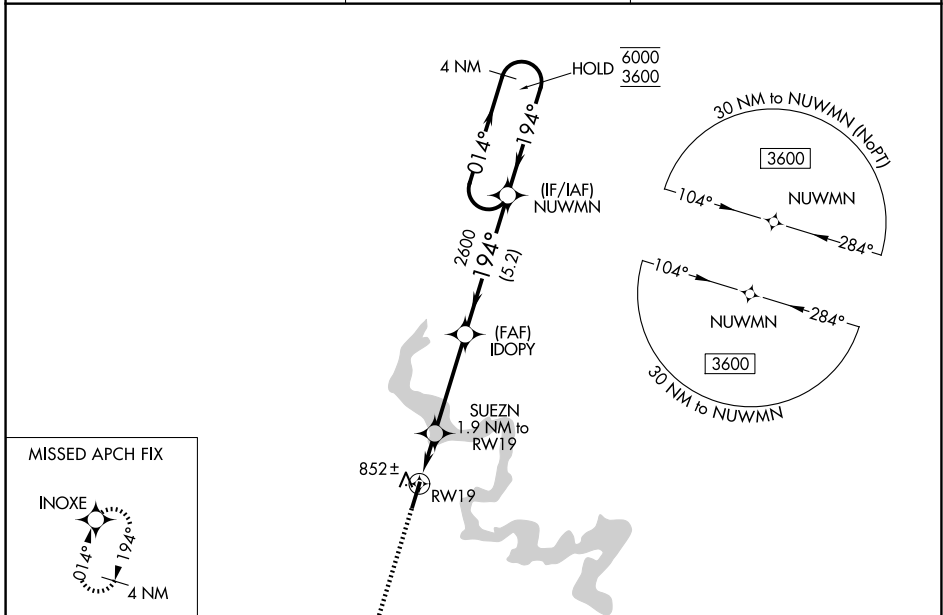 4 NM
HOLD 6000
3600
014°
194°
(IF/IAF)
NUWMN
2600
194°
(5.2)
(FAF)
IDOPY
SUEZN
1.9 NM to
RW19
852±
RW19
30 NM to NUWMN (NoPT)
3600
NUWMN
104°
284°
104°
284°
NUWMN
3600
30 NM to NUWMN
MISSED APCH FIX
INOXE
014°
194°
4 NM